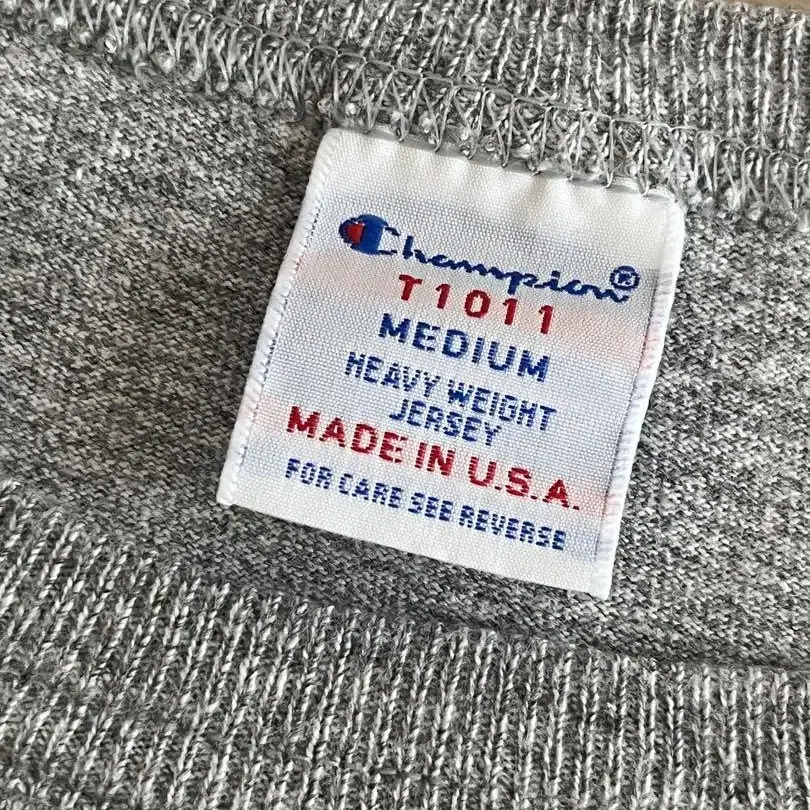 Champion®
T1011
MEDIUM
HEAVY WEIGHT
JERSEY
MADE IN U.S.A.
FOR CARE SEE REVERSE